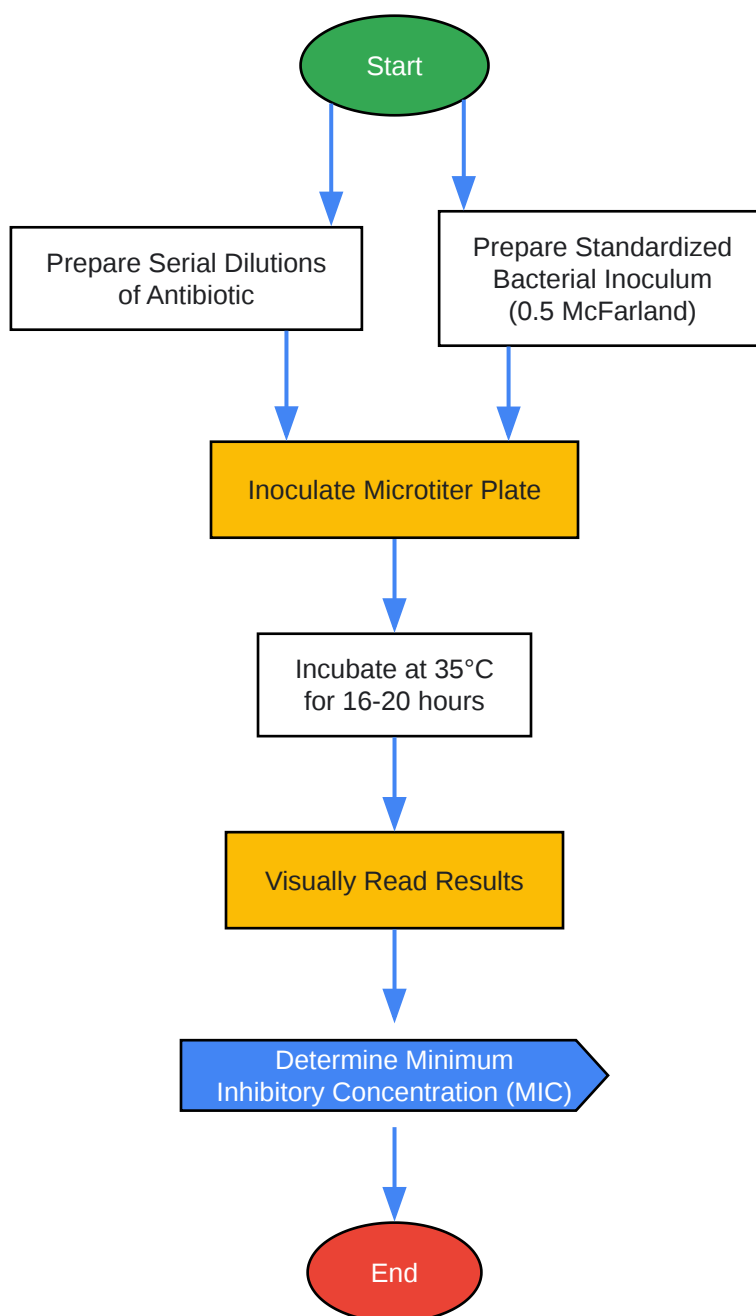 Start
Prepare Serial Dilutions
of Antibiotic
Prepare Standardized
Bacterial Inoculum
(0.5 McFarland)
Inoculate Microtiter Plate
Incubate at 35°C
for 16-20 hours
Visually Read Results
Determine Minimum
Inhibitory Concentration (MIC)
End